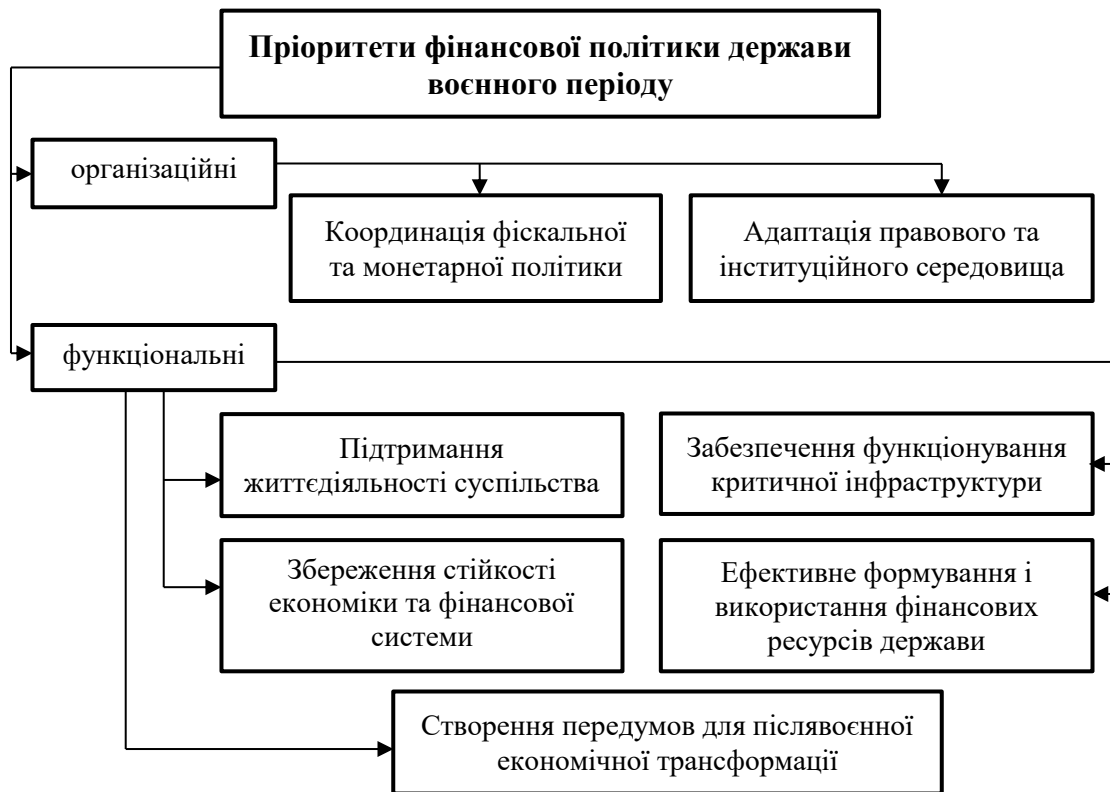 Пріоритети фінансової політики держави
воєнного періоду
організаційні
Координація фіскальної
та монетарної політики
Адаптація правового та
інституційного середовища
функціональні
Підтримання
життєдіяльності суспільства
Забезпечення функціонування
критичної інфраструктури
Збереження стійкості
економіки та фінансової
системи
Ефективне формування і
використання фінансових
ресурсів держави
Створення передумов для післявоєнної
економічної трансформації